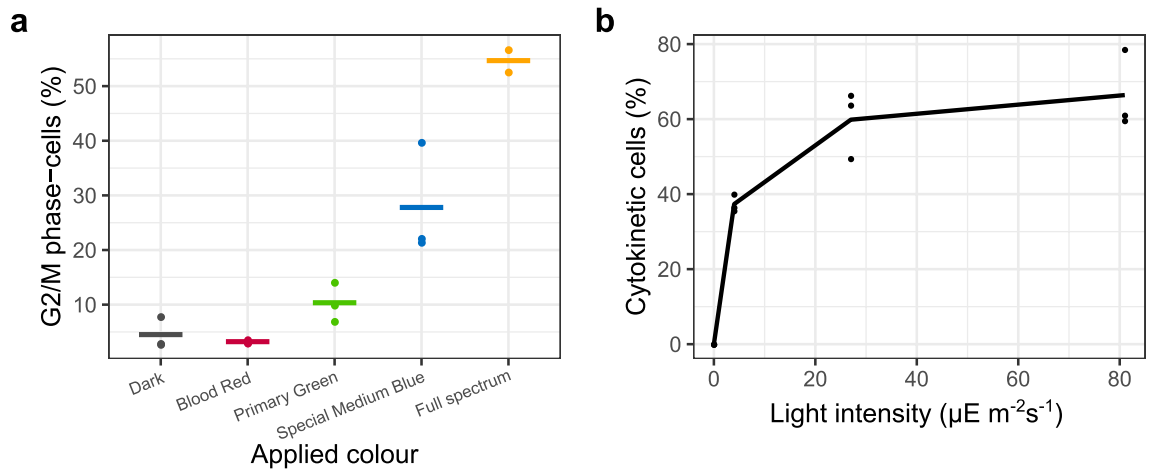 a
G2/M phase−cells (%)
50
40
30
20
10
Dark
Blood Red
Primary Green
Special Medium Blue
Full spectrum
Applied colour
b
Cytokinetic cells (%)
80
60
40
20
0
0 20 40 60 80
Light intensity (µE m⁻²s⁻¹)